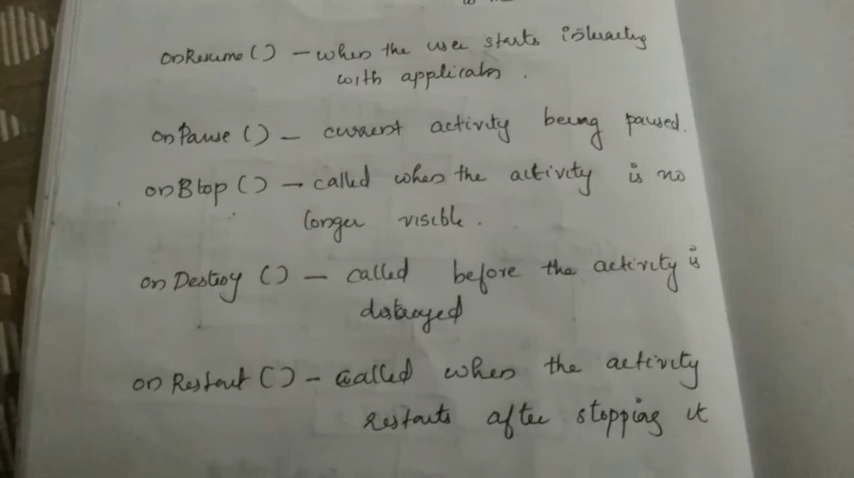 onResume() – when the user starts interacting
with application.
onPause() – current activity being paused.
onStop() – called when the activity is no
longer visible.
onDestroy() – called before the activity is
destroyed
onRestart() – called when the activity
restarts after stopping it